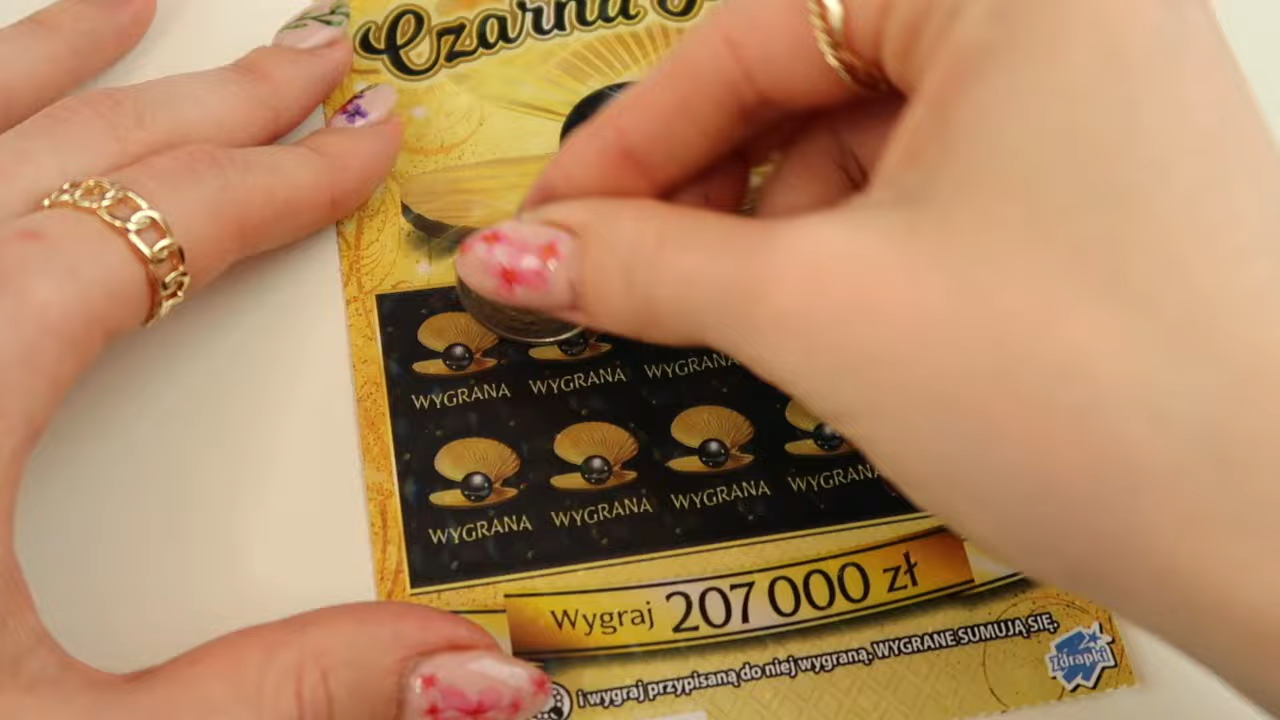 Czarna
WYGRANA WYGRANA WYGRANA
WYGRANA WYGRANA WYGRANA WYGRANA
Wygraj 207 000 zł
i wygraj przypisaną do niej wygraną. WYGRANE SUMUJĄ SIĘ.
Zdrapki